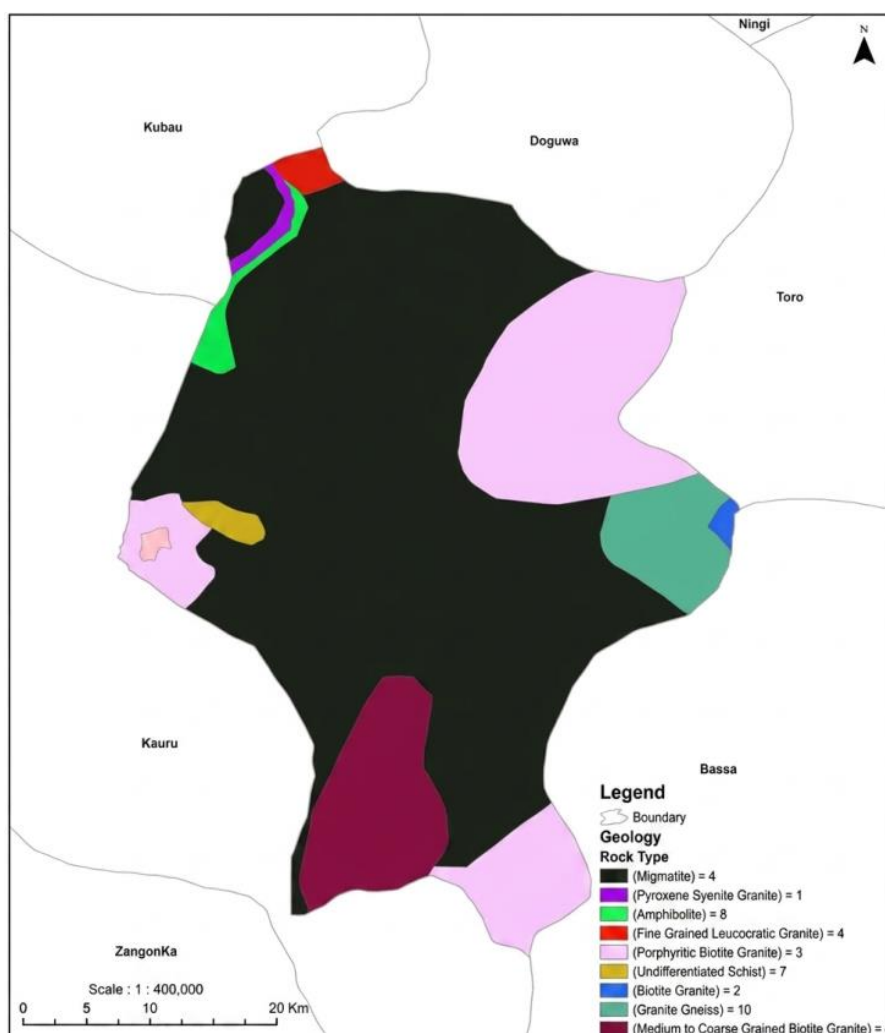 Ningi
N
Kubau
Doguwa
Toro
Kauru
Bassa
ZangonKa
Legend
Boundary
Geology
Rock Type
(Migmatite) = 4
(Pyroxene Syenite Granite) = 1
(Amphibolite) = 8
(Fine Grained Leucocratic Granite) = 4
(Porphyritic Biotite Granite) = 3
(Undifferentiated Schist) = 7
(Biotite Granite) = 2
(Granite Gneiss) = 10
(Medium to Coarse Grained Biotite Granite) =
Scale : 1 : 400,000
0 5 10 20 Km